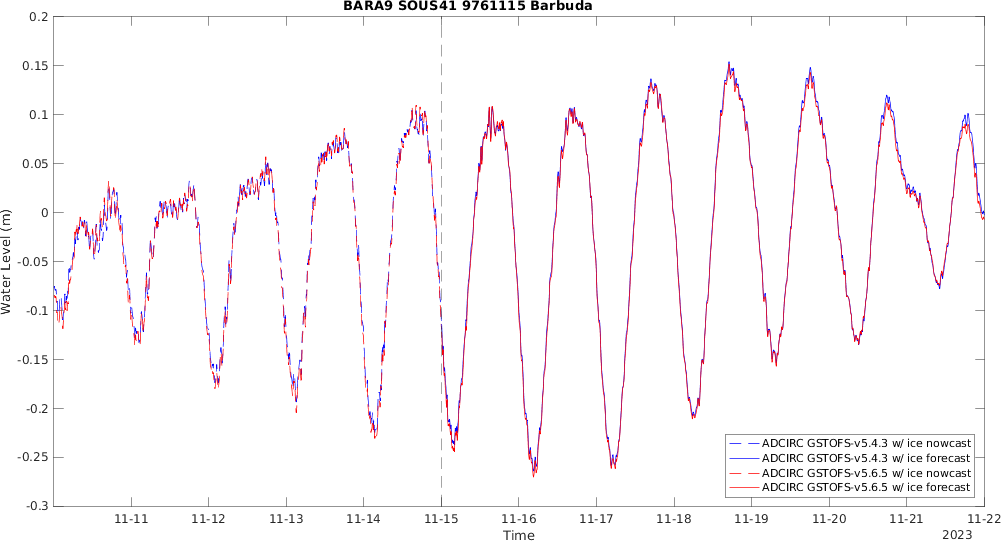 BARA9 SOUS41 9761115 Barbuda
0.2
0.15
0.1
0.05
0
-0.05
-0.1
-0.15
-0.2
-0.25
-0.3
Water Level (m)
ADCIRC GSTOFS-v5.4.3 w/ ice nowcast
ADCIRC GSTOFS-v5.4.3 w/ ice forecast
ADCIRC GSTOFS-v5.6.5 w/ ice nowcast
ADCIRC GSTOFS-v5.6.5 w/ ice forecast
11-11 11-12 11-13 11-14 11-15 11-16 11-17 11-18 11-19 11-20 11-21 11-22
Time
2023